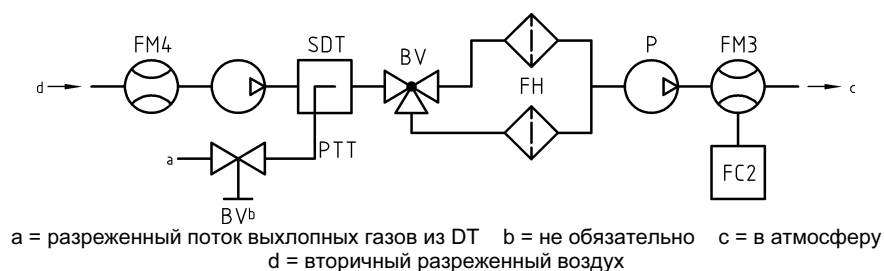 FM4 SDT BV P FM3
d FH c
PTT
a FC2
BVb
a = разреженный поток выхлопных газов из DT b = не обязательно c = в атмосферу
d = вторичный разреженный воздух